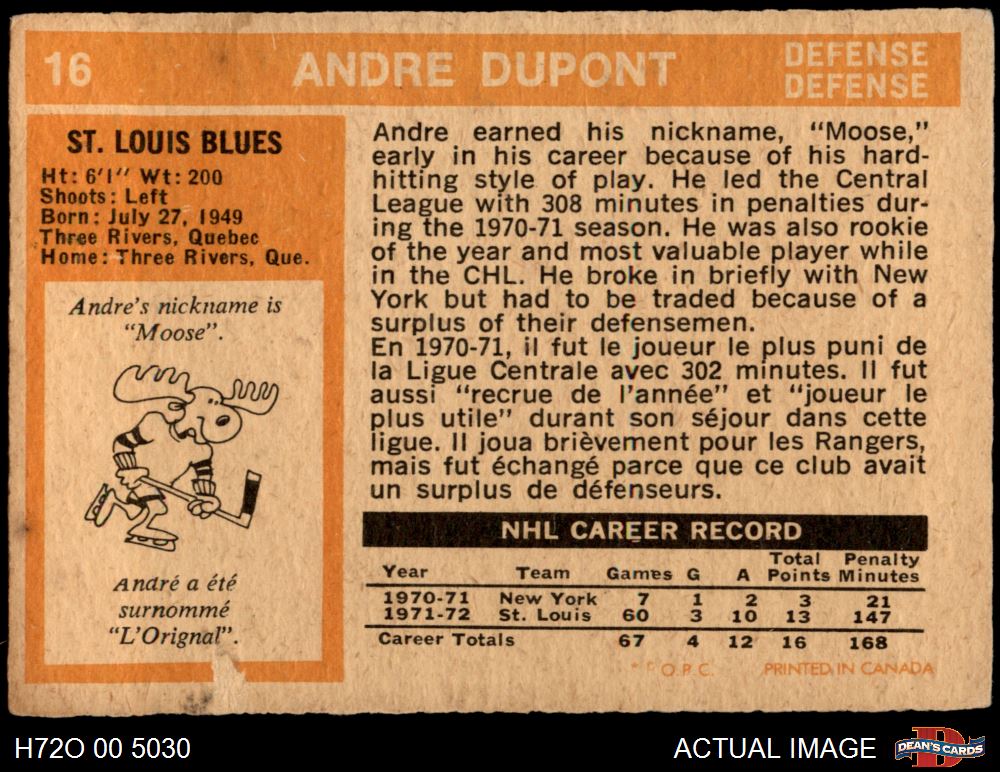 16 ANDRE DUPONT DEFENSE
DEFENSE
ST. LOUIS BLUES
Ht: 6'1" Wt: 200
Shoots: Left
Born: July 27, 1949
Three Rivers, Quebec
Home: Three Rivers, Que.
Andre's nickname is
"Moose".
André a été
surnommé
"L'Orignal".
Andre earned his nickname, "Moose,"
early in his career because of his hard-
hitting style of play. He led the Central
League with 308 minutes in penalties dur-
ing the 1970-71 season. He was also rookie
of the year and most valuable player while
in the CHL. He broke in briefly with New
York but had to be traded because of a
surplus of their defensemen.
En 1970-71, il fut le joueur le plus puni de
la Ligue Centrale avec 302 minutes. Il fut
aussi "recrue de l'année" et "joueur le
plus utile" durant son séjour dans cette
ligue. Il joua brièvement pour les Rangers,
mais fut échangé parce que ce club avait
un surplus de défenseurs.
NHL CAREER RECORD
Year Team Games G A Total Points Penalty Minutes
1970-71 New York 7 1 2 3 21
1971-72 St. Louis 60 3 10 13 147
Career Totals 67 4 12 16 168
O.P.C. PRINTED IN CANADA
H72O 00 5030 ACTUAL IMAGE DEAN'S CARDS